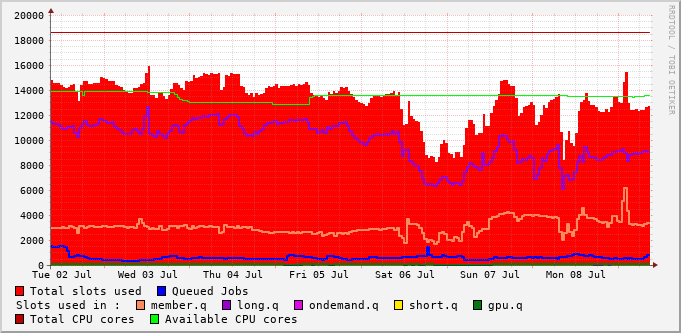 20000
18000
16000
14000
12000
10000
8000
6000
4000
2000
0
Tue 02 Jul Wed 03 Jul Thu 04 Jul Fri 05 Jul Sat 06 Jul Sun 07 Jul Mon 08 Jul
Total slots used Queued Jobs
Slots used in : member.q long.q ondemand.q short.q gpu.q
Total CPU cores Available CPU cores
RRDTOOL / TOBI OETIKER